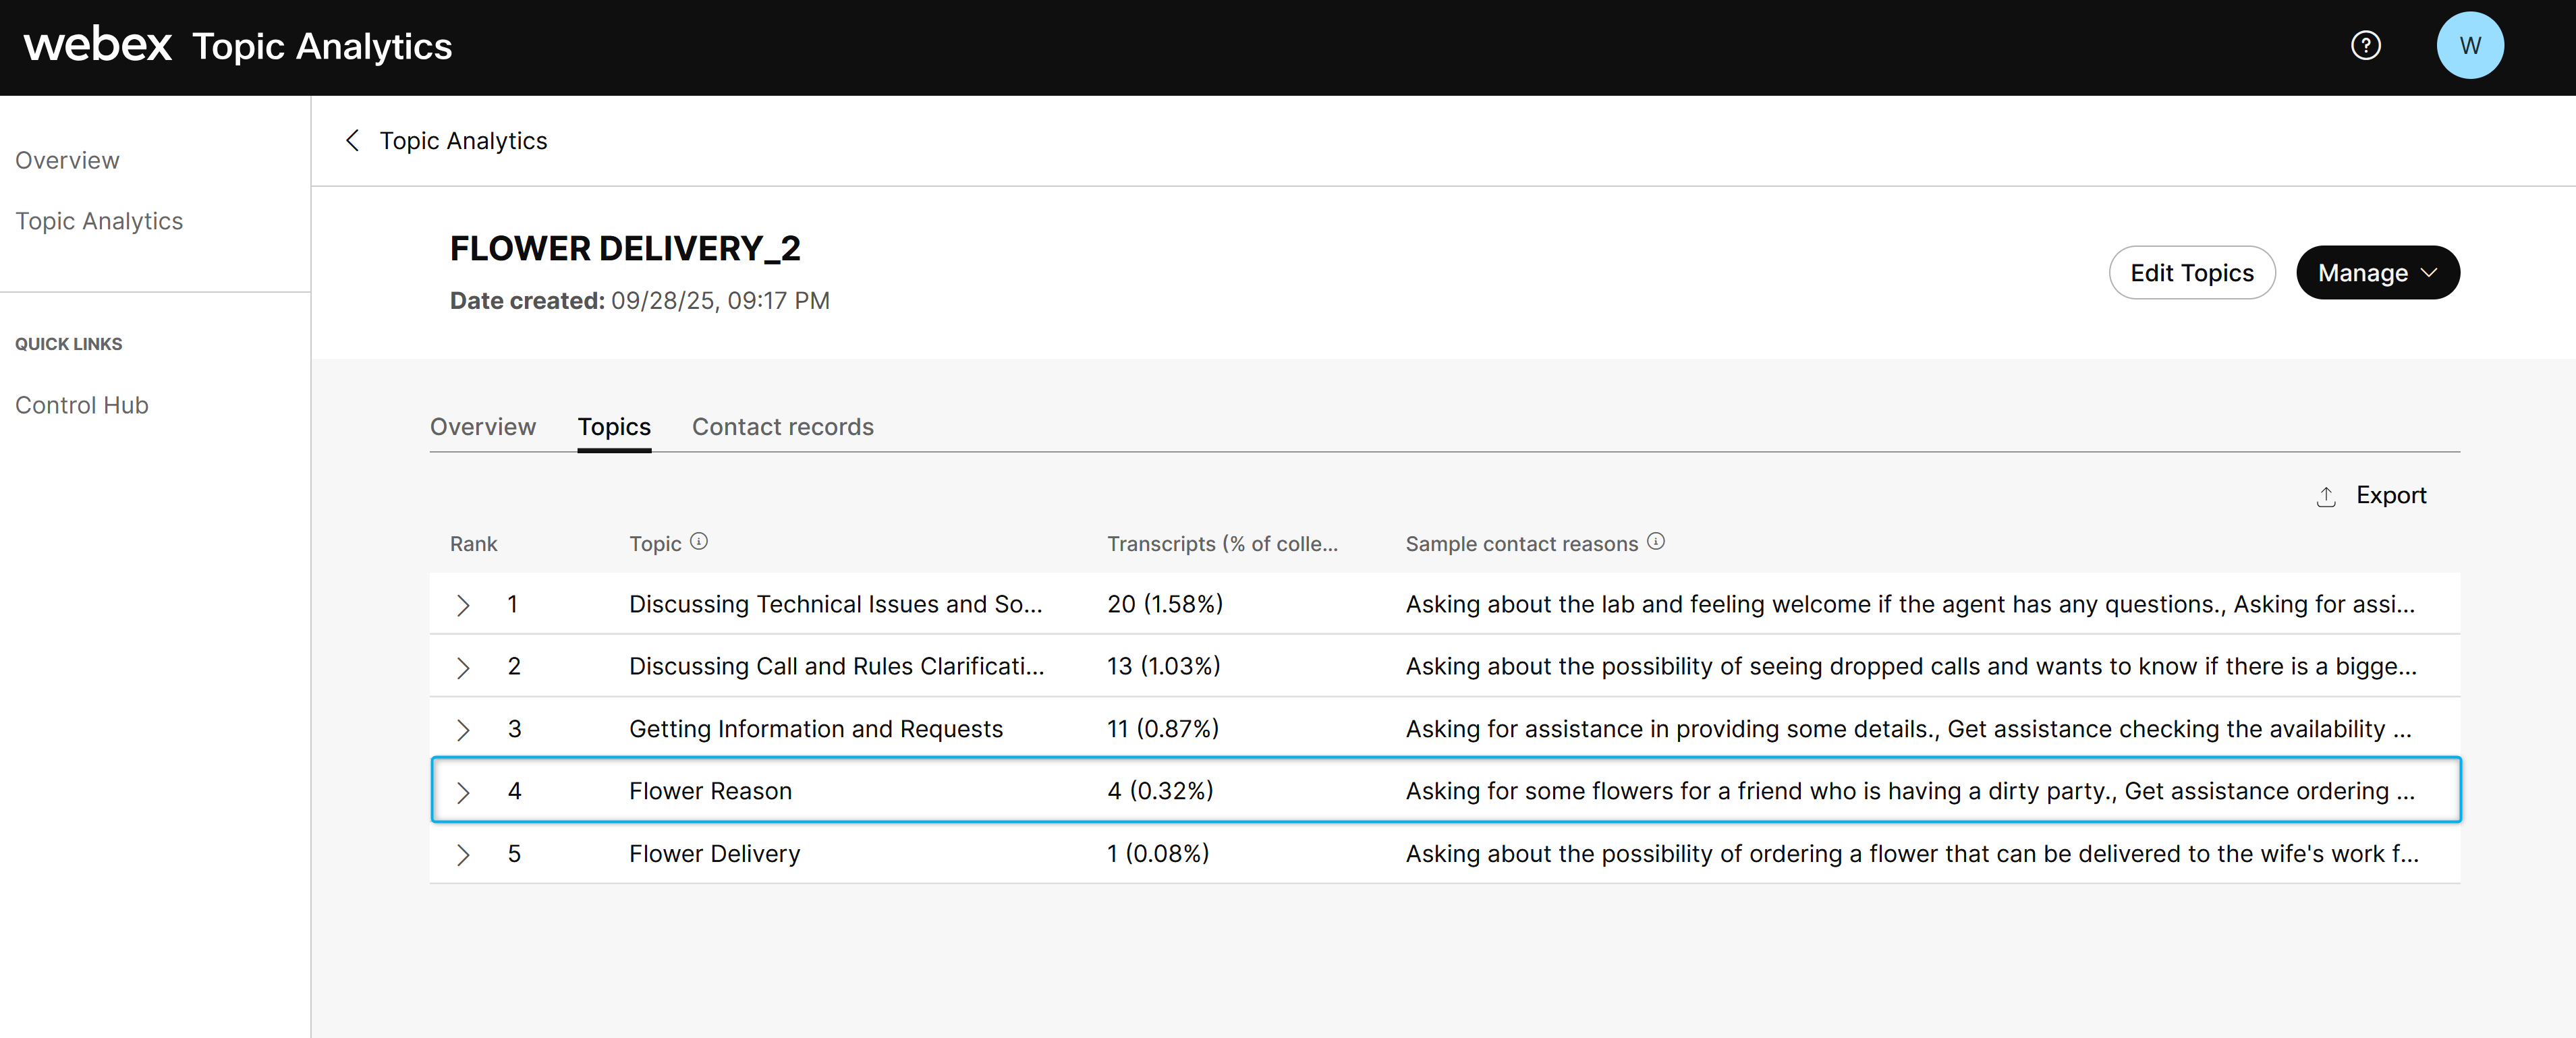 webex Topic Analytics
W
Overview
Topic Analytics
QUICK LINKS
Control Hub
Topic Analytics
FLOWER DELIVERY_2
Date created: 09/28/25, 09:17 PM
Edit Topics
Manage
Overview Topics Contact records
Export
Rank Topic Transcripts (% of colle... Sample contact reasons
1 Discussing Technical Issues and So... 20 (1.58%) Asking about the lab and feeling welcome if the agent has any questions., Asking for assi...
2 Discussing Call and Rules Clarificati... 13 (1.03%) Asking about the possibility of seeing dropped calls and wants to know if there is a bigge...
3 Getting Information and Requests 11 (0.87%) Asking for assistance in providing some details., Get assistance checking the availability ...
4 Flower Reason 4 (0.32%) Asking for some flowers for a friend who is having a dirty party., Get assistance ordering ...
5 Flower Delivery 1 (0.08%) Asking about the possibility of ordering a flower that can be delivered to the wife's work f...